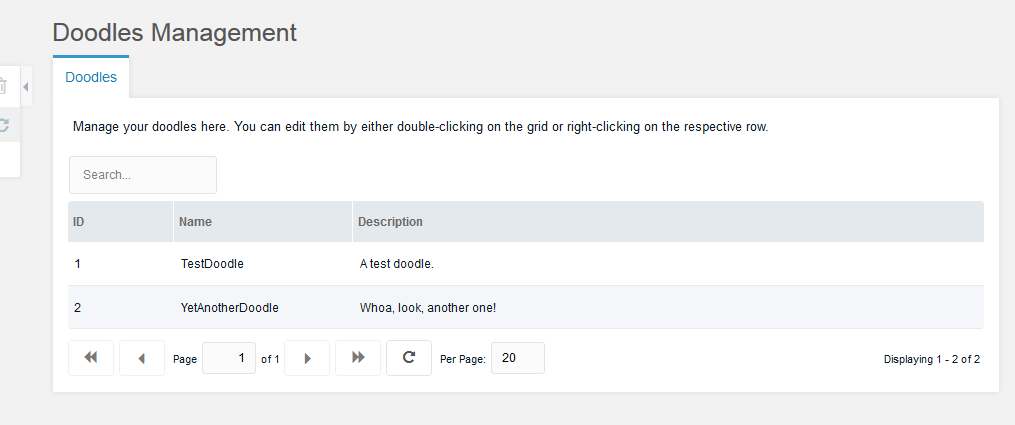 Doodles Management
Doodles
Manage your doodles here. You can edit them by either double-clicking on the grid or right-clicking on the respective row.
Search...
ID Name Description
1 TestDoodle A test doodle.
2 YetAnotherDoodle Whoa, look, another one!
Page 1 of 1 Per Page: 20 Displaying 1 - 2 of 2